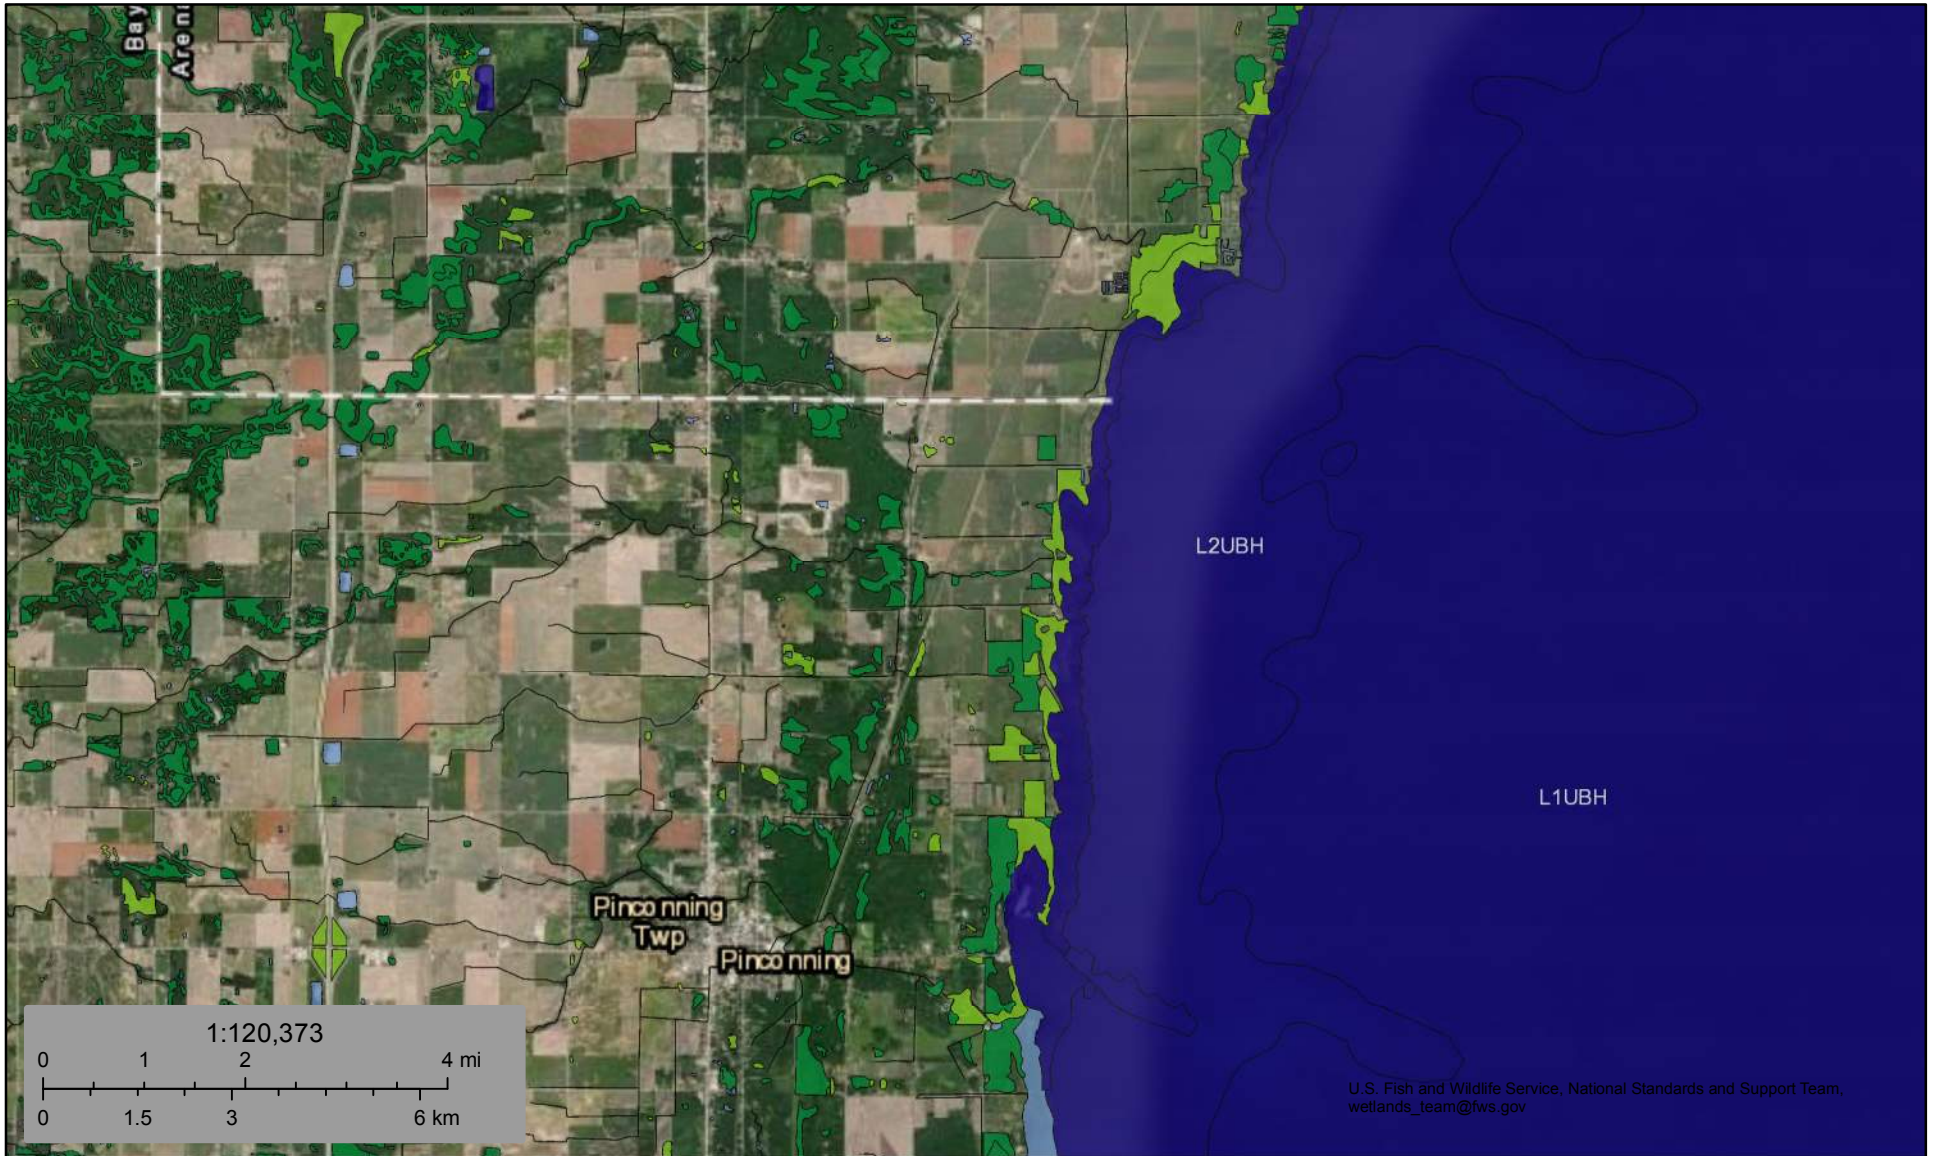 Bay
Aren
L2UBH
L1UBH
Pinconning
Twp
Pinconning
1:120,373
0 1 2 4 mi
0 1.5 3 6 km
U.S. Fish and Wildlife Service, National Standards and Support Team,
wetlands_team@fws.gov